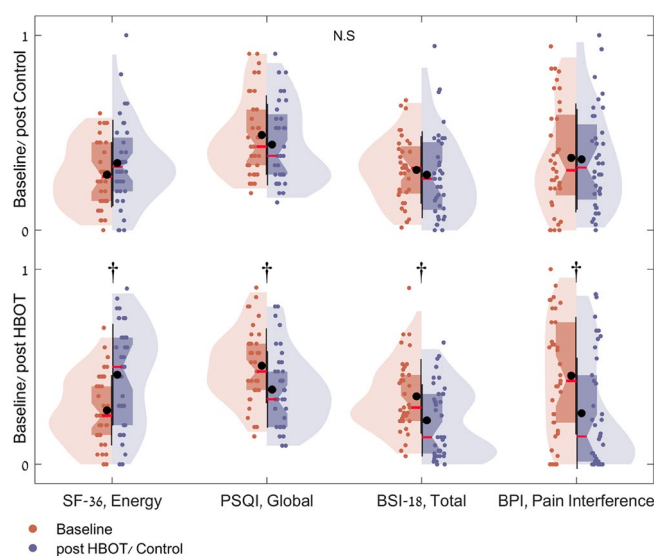 1
N.S
Baseline/ post Control
0
† † † †
1
Baseline/ post HBOT
0
SF-36, Energy PSQI, Global BSI-18, Total BPI, Pain Interference
Baseline
post HBOT/ Control